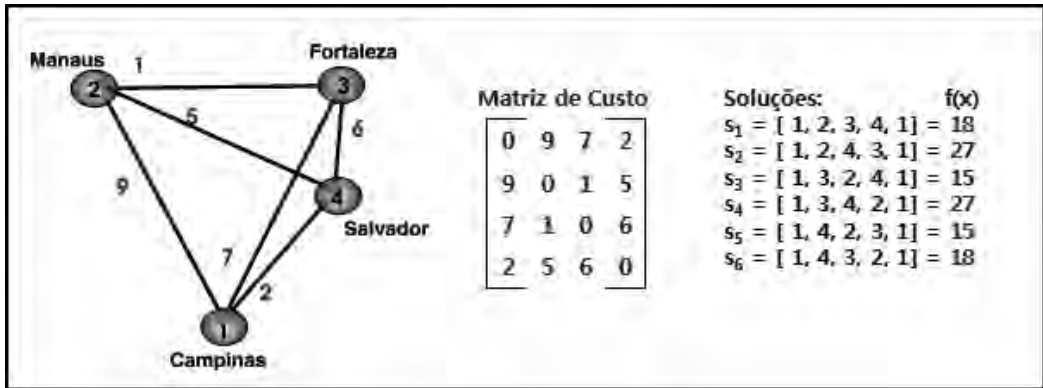 Manaus
1
Fortaleza
2
3
5
6
9
4
Salvador
7
2
1
Campinas
Matriz de Custo
0 9 7 2
9 0 1 5
7 1 0 6
2 5 6 0
Soluções: f(x)
s1 = [ 1, 2, 3, 4, 1] = 18
s2 = [ 1, 2, 4, 3, 1] = 27
s3 = [ 1, 3, 2, 4, 1] = 15
s4 = [ 1, 3, 4, 2, 1] = 27
s5 = [ 1, 4, 2, 3, 1] = 15
s6 = [ 1, 4, 3, 2, 1] = 18